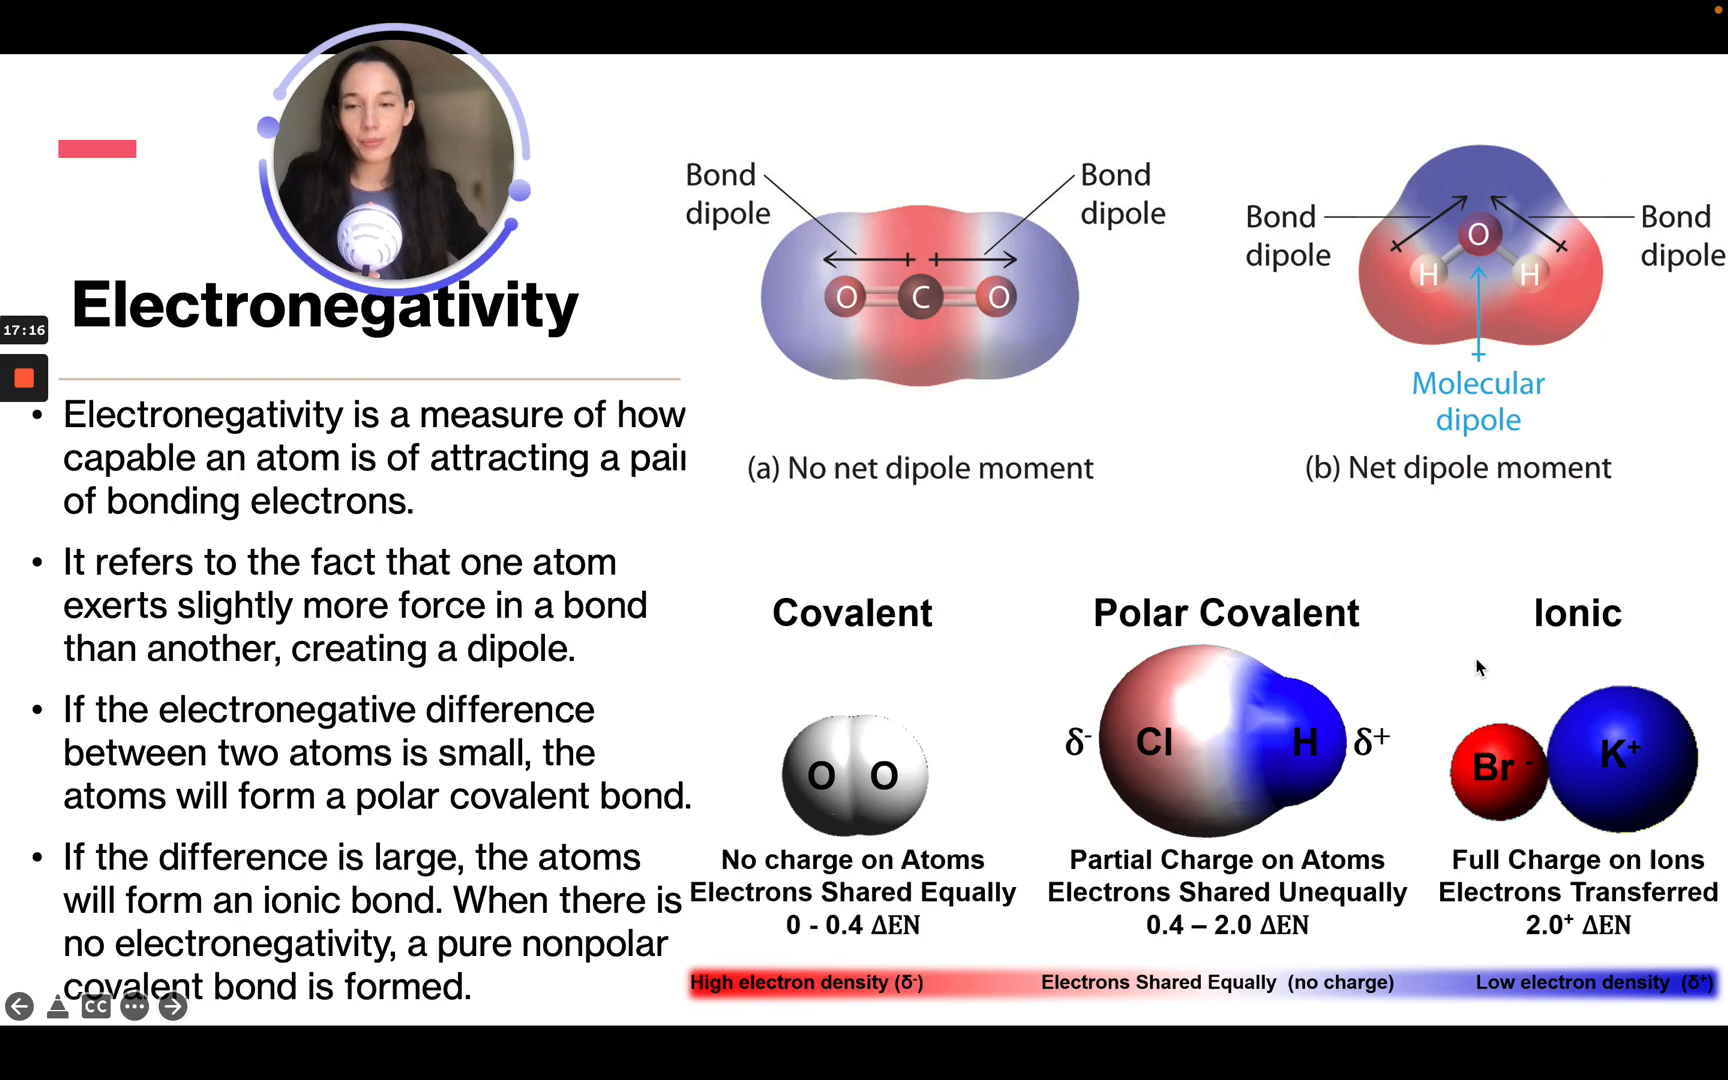 Electronegativity
17:16
• Electronegativity is a measure of how
capable an atom is of attracting a pair
of bonding electrons.
• It refers to the fact that one atom
exerts slightly more force in a bond
than another, creating a dipole.
• If the electronegative difference
between two atoms is small, the
atoms will form a polar covalent bond.
• If the difference is large, the atoms
will form an ionic bond. When there is
no electronegativity, a pure nonpolar
covalent bond is formed.
CC
Bond
dipole
Bond
dipole
O C O
(a) No net dipole moment
Bond
dipole
Bond
dipole
O
H H
Molecular
dipole
(b) Net dipole moment
Covalent
O O
No charge on Atoms
Electrons Shared Equally
0 - 0.4 ΔEN
Polar Covalent
δ- Cl H δ+
Partial Charge on Atoms
Electrons Shared Unequally
0.4 – 2.0 ΔEN
Ionic
Br - K+
Full Charge on Ions
Electrons Transferred
2.0+ ΔEN
High electron density (δ-) Electrons Shared Equally (no charge) Low electron density (δ+)